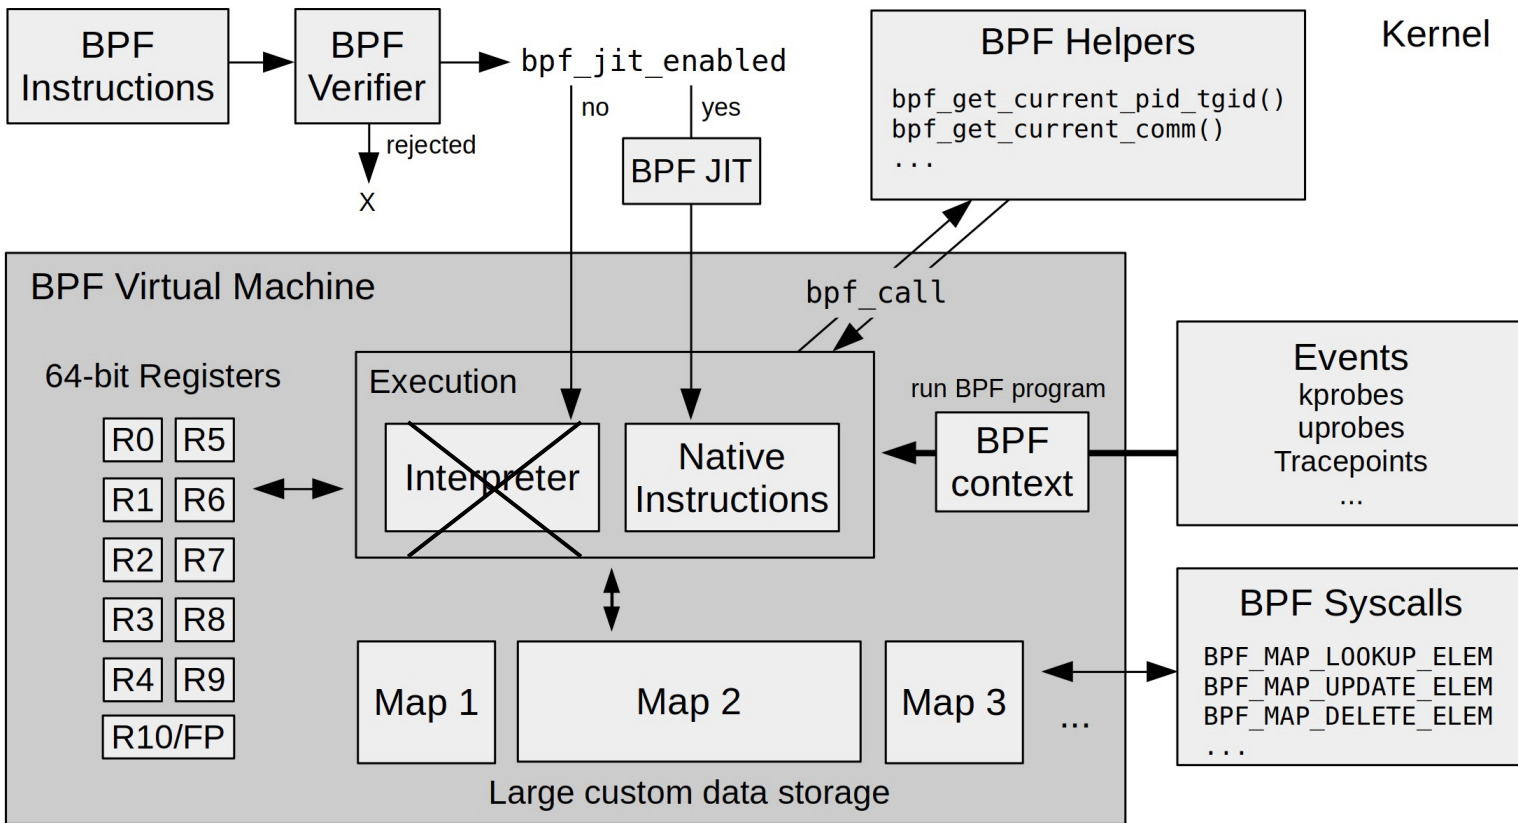 BPF
Instructions
BPF
Verifier
bpf_jit_enabled
no
yes
rejected
X
BPF JIT
BPF Helpers
bpf_get_current_pid_tgid()
bpf_get_current_comm()
...
Kernel
BPF Virtual Machine
bpf_call
64-bit Registers
R0 R5
R1 R6
R2 R7
R3 R8
R4 R9
R10/FP
Execution
Interpreter
Native
Instructions
run BPF program
BPF
context
Events
kprobes
uprobes
Tracepoints
...
Map 1
Map 2
Map 3
...
Large custom data storage
BPF Syscalls
BPF_MAP_LOOKUP_ELEM
BPF_MAP_UPDATE_ELEM
BPF_MAP_DELETE_ELEM
...